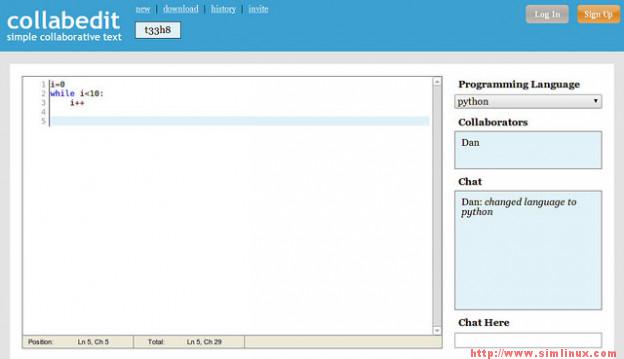 collabedit
simple collaborative text
new | download | history | invite
t33h8
Log In
Sign Up
1 i=0
2 while i<10:
3 i++
4
5
Programming Language
python
Collaborators
Dan
Chat
Dan: changed language to
python
Chat Here
Position: Ln 5, Ch 5 Total: Ln 5, Ch 29
http://www.simlinux.com